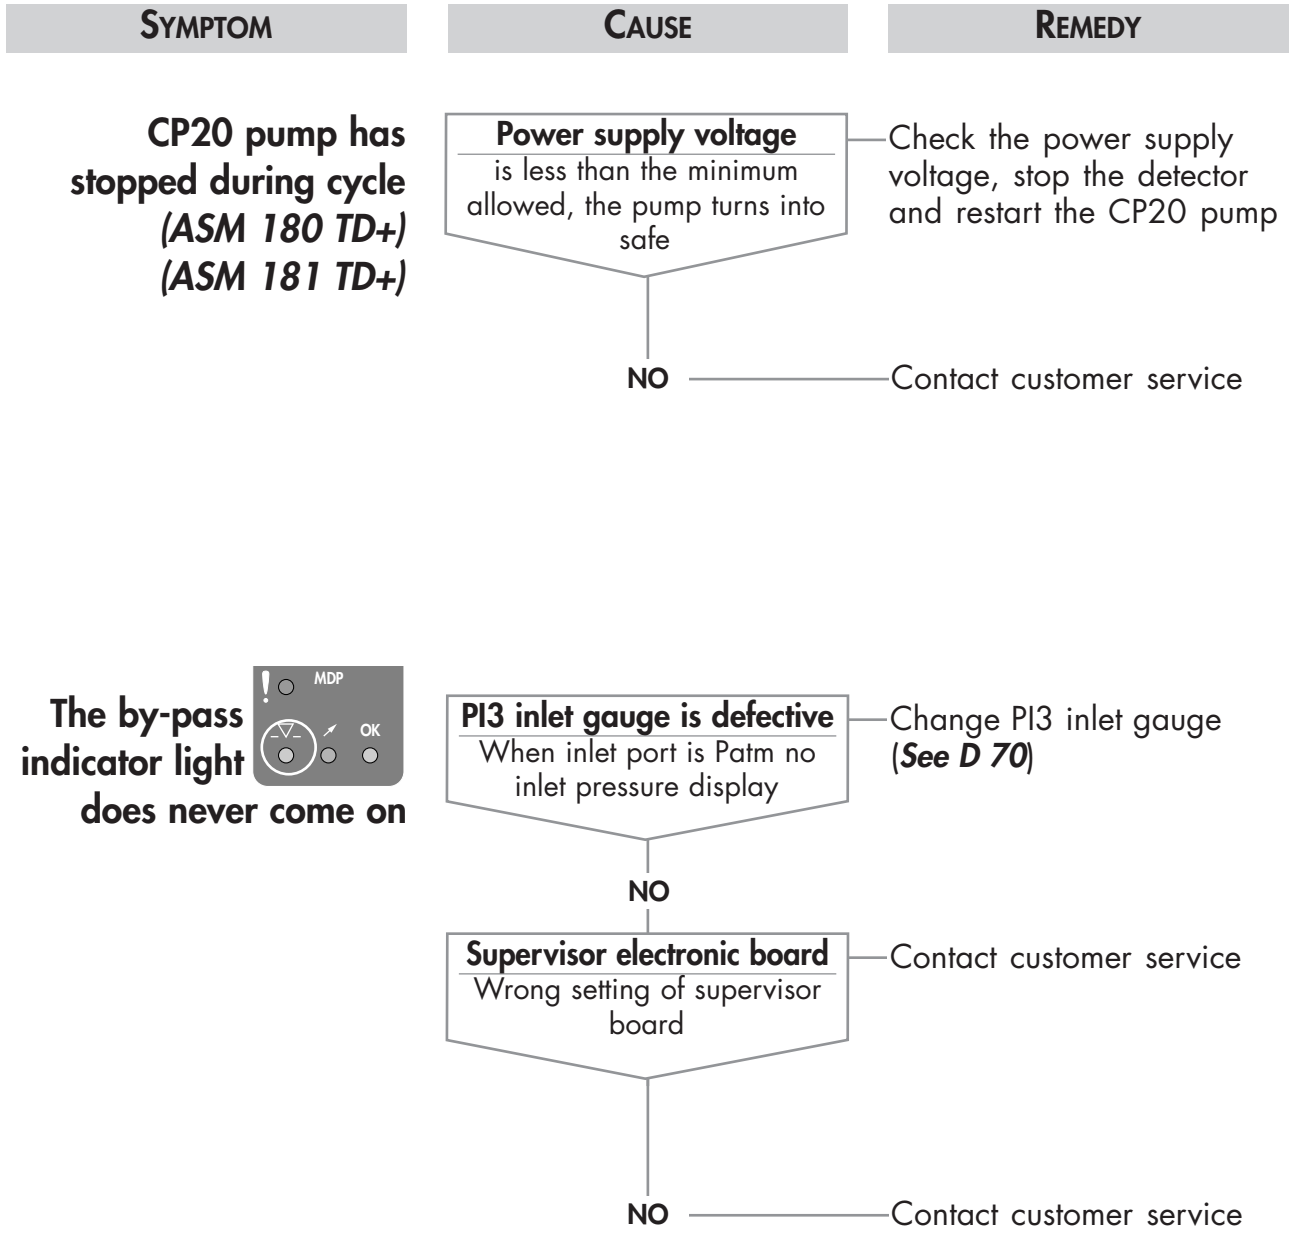 SYMPTOM
CAUSE
REMEDY
CP20 pump has
stopped during cycle
(ASM 180 TD+)
(ASM 181 TD+)
Power supply voltage
is less than the minimum
allowed, the pump turns into
safe
Check the power supply
voltage, stop the detector
and restart the CP20 pump
NO
Contact customer service
The by-pass
indicator light
does never come on
! MDP
OK
PI3 inlet gauge is defective
When inlet port is Patm no
inlet pressure display
Change PI3 inlet gauge
(See D 70)
NO
Supervisor electronic board
Wrong setting of supervisor
board
Contact customer service
NO
Contact customer service